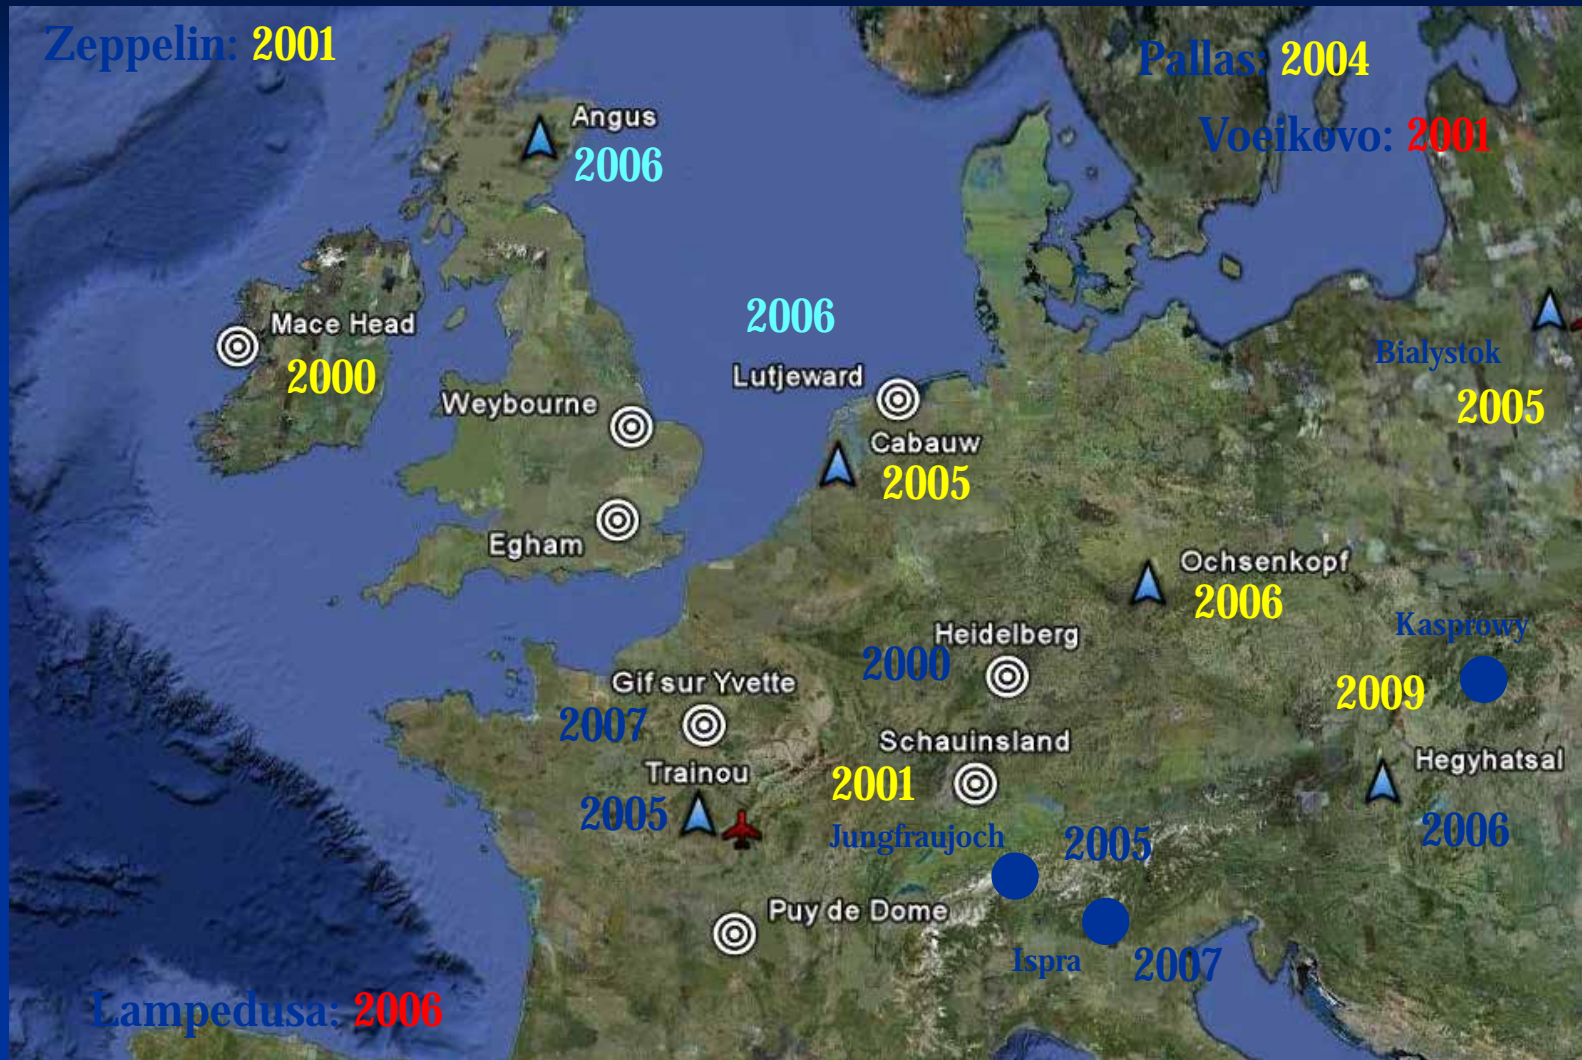 Zeppelin: 2001
Pallas: 2004
Voeikovo: 2001
Angus
2006
Mace Head
2000
2006
Lutjeward
Weybourne
Bialystok
2005
Cabauw
2005
Egham
Ochsenkopf
2006
Heidelberg
2000
Kasprowy
2009
Gif sur Yvette
2007
Schauinsland
2001
Trainou
2005
Hegyhatsal
2006
Jungfraujoch
2005
Puy de Dome
Ispra
2007
Lampedusa: 2006